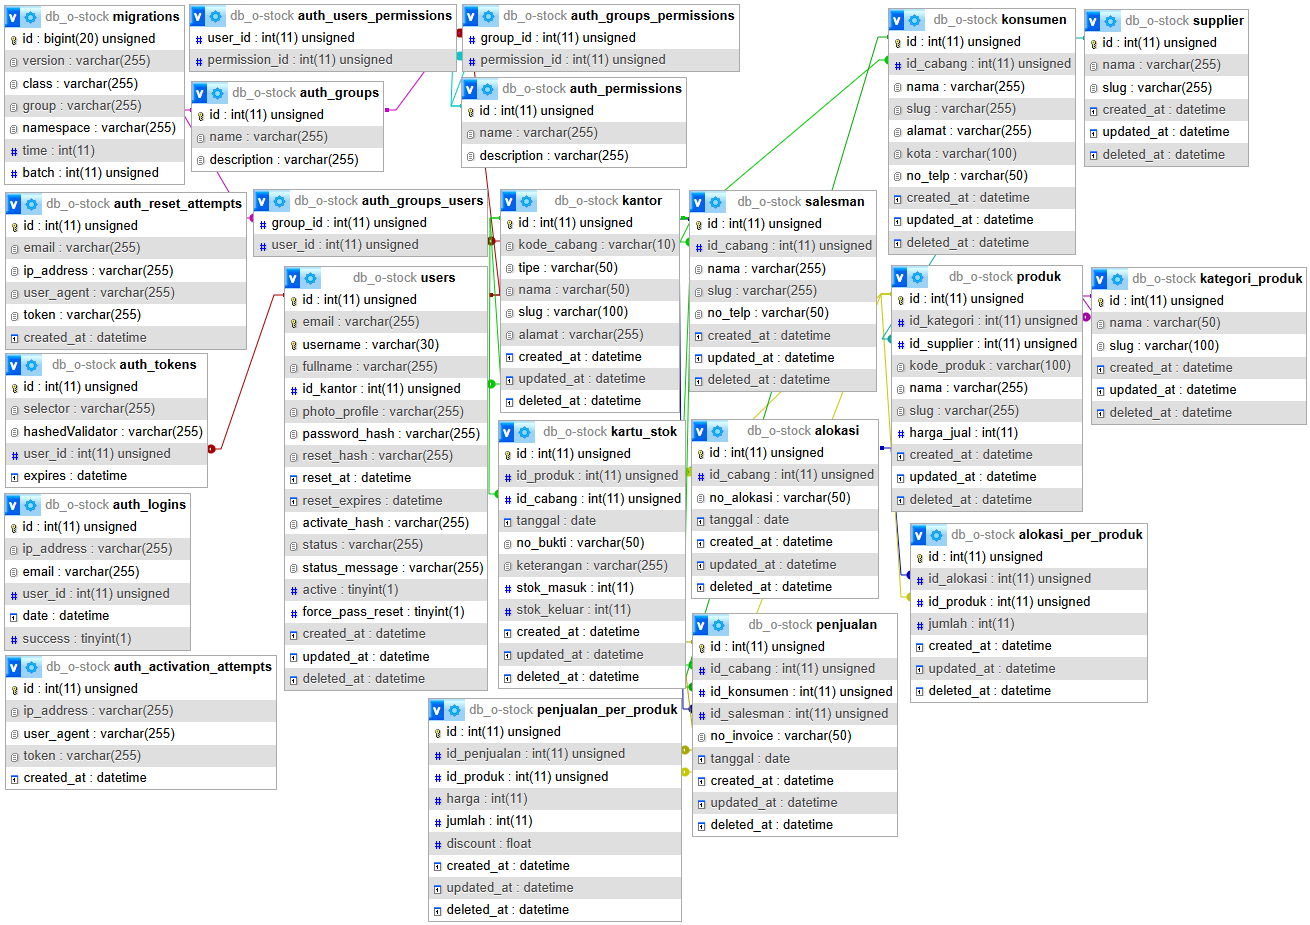 db_o-stock migrations
id : bigint(20) unsigned
version : varchar(255)
class : varchar(255)
group : varchar(255)
namespace : varchar(255)
time : int(11)
batch : int(11) unsigned
db_o-stock auth_users_permissions
user_id : int(11) unsigned
permission_id : int(11) unsigned
db_o-stock auth_groups_permissions
group_id : int(11) unsigned
permission_id : int(11) unsigned
db_o-stock auth_groups
id : int(11) unsigned
name : varchar(255)
description : varchar(255)
db_o-stock auth_permissions
id : int(11) unsigned
name : varchar(255)
description : varchar(255)
db_o-stock konsumen
id : int(11) unsigned
id_cabang : int(11) unsigned
nama : varchar(255)
slug : varchar(255)
alamat : varchar(255)
kota : varchar(100)
no_telp : varchar(50)
created_at : datetime
updated_at : datetime
deleted_at : datetime
db_o-stock supplier
id : int(11) unsigned
nama : varchar(255)
slug : varchar(255)
created_at : datetime
updated_at : datetime
deleted_at : datetime
db_o-stock auth_reset_attempts
id : int(11) unsigned
email : varchar(255)
ip_address : varchar(255)
user_agent : varchar(255)
token : varchar(255)
created_at : datetime
db_o-stock auth_groups_users
group_id : int(11) unsigned
user_id : int(11) unsigned
db_o-stock kantor
id : int(11) unsigned
kode_cabang : varchar(10)
tipe : varchar(50)
nama : varchar(50)
slug : varchar(100)
alamat : varchar(255)
created_at : datetime
updated_at : datetime
deleted_at : datetime
db_o-stock salesman
id : int(11) unsigned
id_cabang : int(11) unsigned
nama : varchar(255)
slug : varchar(255)
no_telp : varchar(50)
created_at : datetime
updated_at : datetime
deleted_at : datetime
db_o-stock users
id : int(11) unsigned
email : varchar(255)
username : varchar(30)
fullname : varchar(255)
id_kantor : int(11) unsigned
photo_profile : varchar(255)
password_hash : varchar(255)
reset_hash : varchar(255)
reset_at : datetime
reset_expires : datetime
activate_hash : varchar(255)
status : varchar(255)
status_message : varchar(255)
active : tinyint(1)
force_pass_reset : tinyint(1)
created_at : datetime
updated_at : datetime
deleted_at : datetime
db_o-stock produk
id : int(11) unsigned
id_kategori : int(11) unsigned
id_supplier : int(11) unsigned
kode_produk : varchar(100)
nama : varchar(255)
slug : varchar(255)
harga_jual : int(11)
created_at : datetime
updated_at : datetime
deleted_at : datetime
db_o-stock kategori_produk
id : int(11) unsigned
nama : varchar(50)
slug : varchar(100)
created_at : datetime
updated_at : datetime
deleted_at : datetime
db_o-stock auth_tokens
id : int(11) unsigned
selector : varchar(255)
hashedValidator : varchar(255)
user_id : int(11) unsigned
expires : datetime
db_o-stock kartu_stok
id : int(11) unsigned
id_produk : int(11) unsigned
id_cabang : int(11) unsigned
tanggal : date
no_bukti : varchar(50)
keterangan : varchar(255)
stok_masuk : int(11)
stok_keluar : int(11)
created_at : datetime
updated_at : datetime
deleted_at : datetime
db_o-stock alokasi
id : int(11) unsigned
id_cabang : int(11) unsigned
no_alokasi : varchar(50)
tanggal : date
created_at : datetime
updated_at : datetime
deleted_at : datetime
db_o-stock auth_logins
id : int(11) unsigned
ip_address : varchar(255)
email : varchar(255)
user_id : int(11) unsigned
date : datetime
success : tinyint(1)
db_o-stock alokasi_per_produk
id : int(11) unsigned
id_alokasi : int(11) unsigned
id_produk : int(11) unsigned
jumlah : int(11)
created_at : datetime
updated_at : datetime
deleted_at : datetime
db_o-stock penjualan
id : int(11) unsigned
id_cabang : int(11) unsigned
id_konsumen : int(11) unsigned
id_salesman : int(11) unsigned
no_invoice : varchar(50)
tanggal : date
created_at : datetime
updated_at : datetime
deleted_at : datetime
db_o-stock auth_activation_attempts
id : int(11) unsigned
ip_address : varchar(255)
user_agent : varchar(255)
token : varchar(255)
created_at : datetime
db_o-stock penjualan_per_produk
id : int(11) unsigned
id_penjualan : int(11) unsigned
id_produk : int(11) unsigned
harga : int(11)
jumlah : int(11)
discount : float
created_at : datetime
updated_at : datetime
deleted_at : datetime